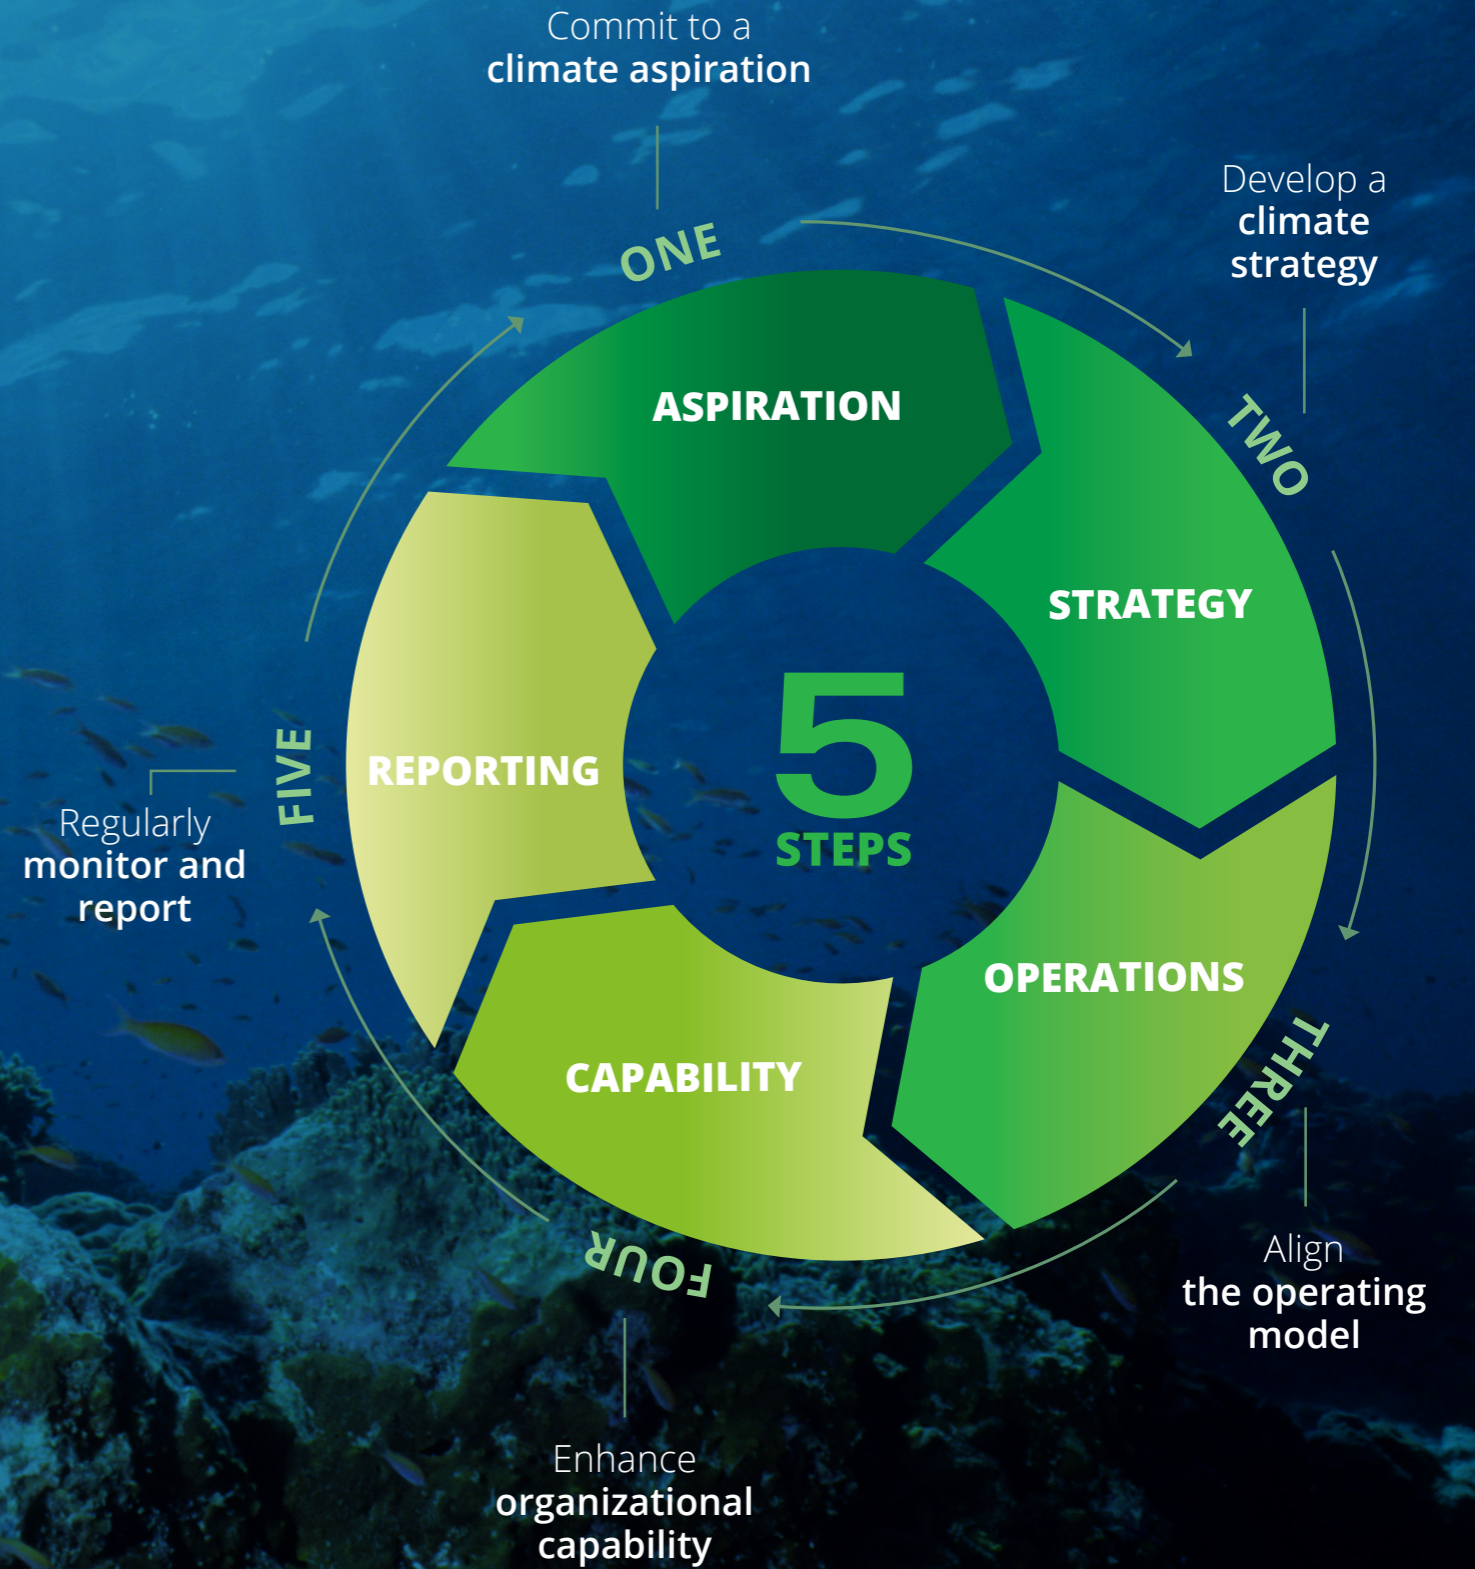 Commit to a
climate aspiration
ONE
ASPIRATION
Develop a
climate
strategy
TWO
STRATEGY
5
STEPS
THREE
OPERATIONS
Align
the operating
model
FOUR
CAPABILITY
Enhance
organizational
capability
FIVE
REPORTING
Regularly
monitor and
report